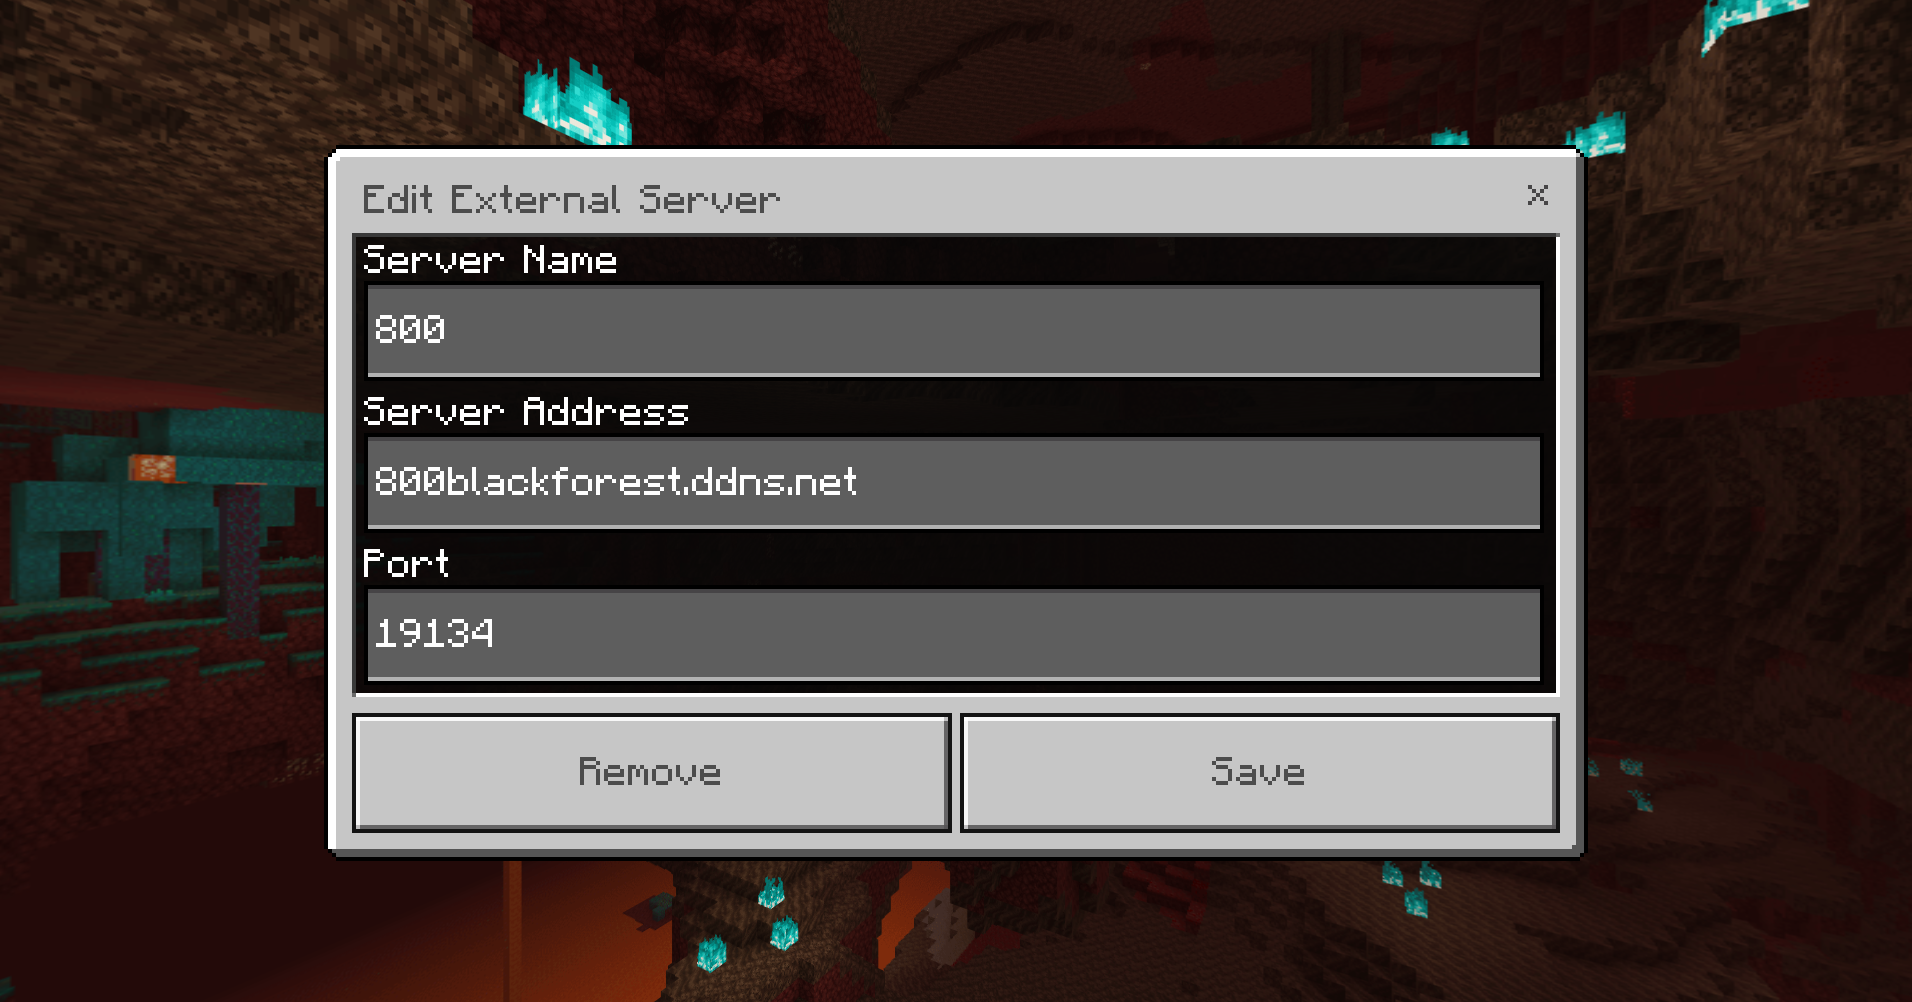 Edit External Server
X
Server Name
800
Server Address
800blackforest.ddns.net
Port
19134
Remove
Save